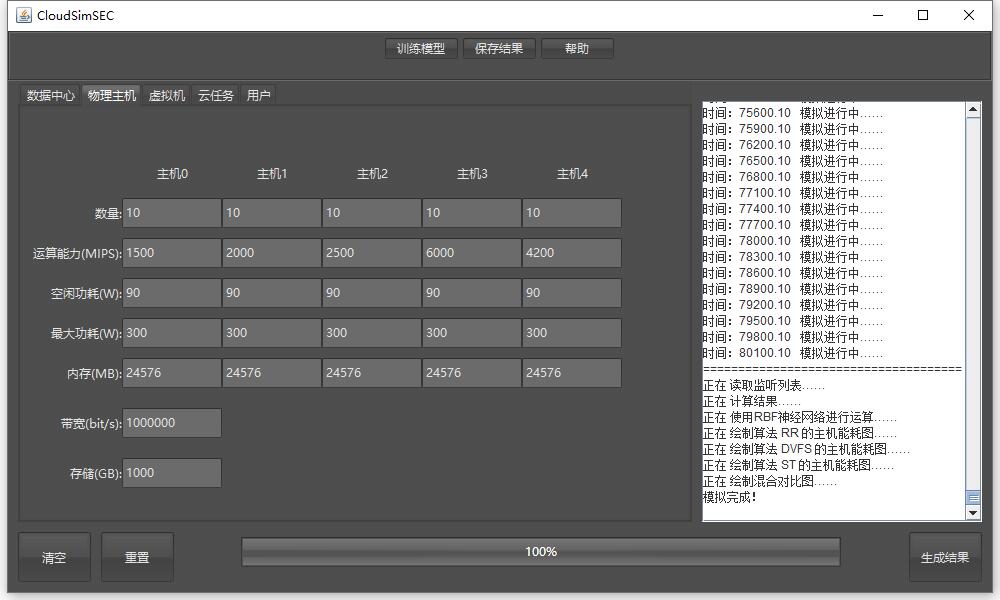 CloudSimSEC
训练模型 保存结果 帮助
数据中心 物理主机 虚拟机 云任务 用户
主机0 主机1 主机2 主机3 主机4
数量: 10 10 10 10 10
运算能力(MIPS): 1500 2000 2500 6000 4200
空闲功耗(W): 90 90 90 90 90
最大功耗(W): 300 300 300 300 300
内存(MB): 24576 24576 24576 24576 24576
带宽(bit/s): 1000000
存储(GB): 1000
时间：75600.10 模拟进行中……
时间：75900.10 模拟进行中……
时间：76200.10 模拟进行中……
时间：76500.10 模拟进行中……
时间：76800.10 模拟进行中……
时间：77100.10 模拟进行中……
时间：77400.10 模拟进行中……
时间：77700.10 模拟进行中……
时间：78000.10 模拟进行中……
时间：78300.10 模拟进行中……
时间：78600.10 模拟进行中……
时间：78900.10 模拟进行中……
时间：79200.10 模拟进行中……
时间：79500.10 模拟进行中……
时间：79800.10 模拟进行中……
时间：80100.10 模拟进行中……
=====================================
正在 读取监听列表……
正在 计算结果……
正在 使用RBF神经网络进行运算……
正在 绘制算法 RR 的主机能耗图……
正在 绘制算法 DVFS 的主机能耗图……
正在 绘制算法 ST 的主机能耗图……
正在 绘制混合对比图……
模拟完成！
清空 重置 100% 生成结果